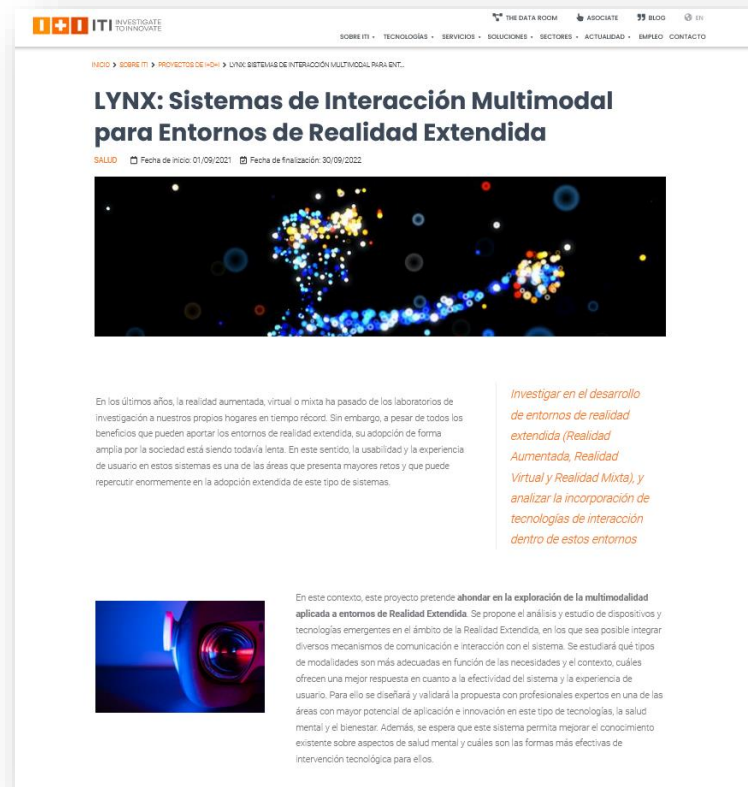 I+I ITI INVESTIGATE
TOINNOVATE
THE DATA ROOM ASOCIATE BLOG EN
SOBRE ITI TECNOLOGÍAS SERVICIOS SOLUCIONES SECTORES ACTUALIDAD EMPLEO CONTACTO
INICIO > SOBRE ITI > PROYECTOS DE I+D+I > LYNX: SISTEMAS DE INTERACCIÓN MULTIMODAL PARA ENT...
LYNX: Sistemas de Interacción Multimodal
para Entornos de Realidad Extendida
SALUD Fecha de inicio: 01/09/2021 Fecha de finalización: 30/09/2022
En los últimos años, la realidad aumentada, virtual o mixta ha pasado de los laboratorios de
investigación a nuestros propios hogares en tiempo récord. Sin embargo, a pesar de todos los
beneficios que pueden aportar los entornos de realidad extendida, su adopción de forma
amplia por la sociedad está siendo todavía lenta. En este sentido, la usabilidad y la experiencia
de usuario en estos sistemas es una de las áreas que presenta mayores retos y que puede
repercutir enormemente en la adopción extendida de este tipo de sistemas.
Investigar en el desarrollo
de entornos de realidad
extendida (Realidad
Aumentada, Realidad
Virtual y Realidad Mixta), y
analizar la incorporación de
tecnologías de interacción
dentro de estos entornos
En este contexto, este proyecto pretende ahondar en la exploración de la multimodalidad
aplicada a entornos de Realidad Extendida. Se propone el análisis y estudio de dispositivos y
tecnologías emergentes en el ámbito de la Realidad Extendida, en los que sea posible integrar
diversos mecanismos de comunicación e interacción con el sistema. Se estudiará qué tipos
de modalidades son más adecuadas en función de las necesidades y el contexto, cuáles
ofrecen una mejor respuesta en cuanto a la efectividad del sistema y la experiencia de
usuario. Para ello se diseñará y validará la propuesta con profesionales expertos en una de las
áreas con mayor potencial de aplicación e innovación en este tipo de tecnologías, la salud
mental y el bienestar. Además, se espera que este sistema permita mejorar el conocimiento
existente sobre aspectos de salud mental y cuáles son las formas más efectivas de
intervención tecnológica para ellos.